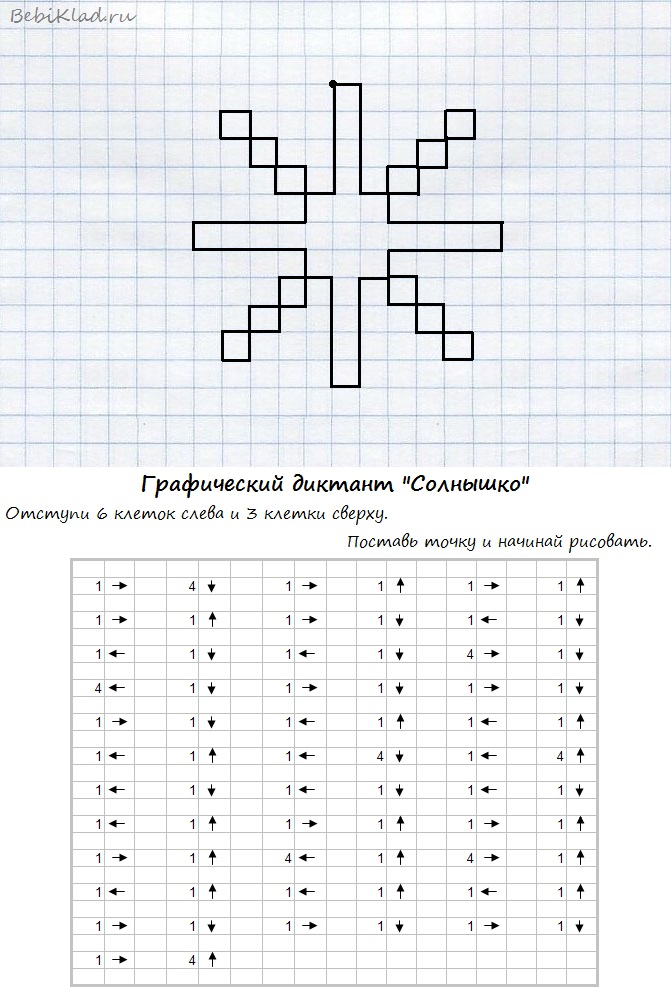 BebiKlad.ru
Графический диктант "Солнышко"
Отступи 6 клеток слева и 3 клетки сверху.
Поставь точку и начинай рисовать.
1 → 4 ↓ 1 → 1 ↑ 1 → 1 ↑
1 → 1 ↑ 1 → 1 ↓ 1 ← 1 ↓
1 ← 1 ↓ 1 ← 1 ↓ 4 → 1 ↓
4 ← 1 ↓ 1 → 1 ↓ 1 → 1 ↓
1 → 1 ↓ 1 ← 1 ↑ 1 ← 1 ↑
1 ← 1 ↑ 1 ← 4 ↓ 1 ← 4 ↑
1 ← 1 ↓ 1 ← 1 ↓ 1 ← 1 ↓
1 ← 1 ↑ 1 → 1 ↑ 1 → 1 ↑
1 → 1 ↑ 4 ← 1 ↑ 4 → 1 ↑
1 ← 1 ↑ 1 ← 1 ↑ 1 ← 1 ↑
1 → 1 ↓ 1 → 1 ↓ 1 → 1 ↓
1 → 4 ↑